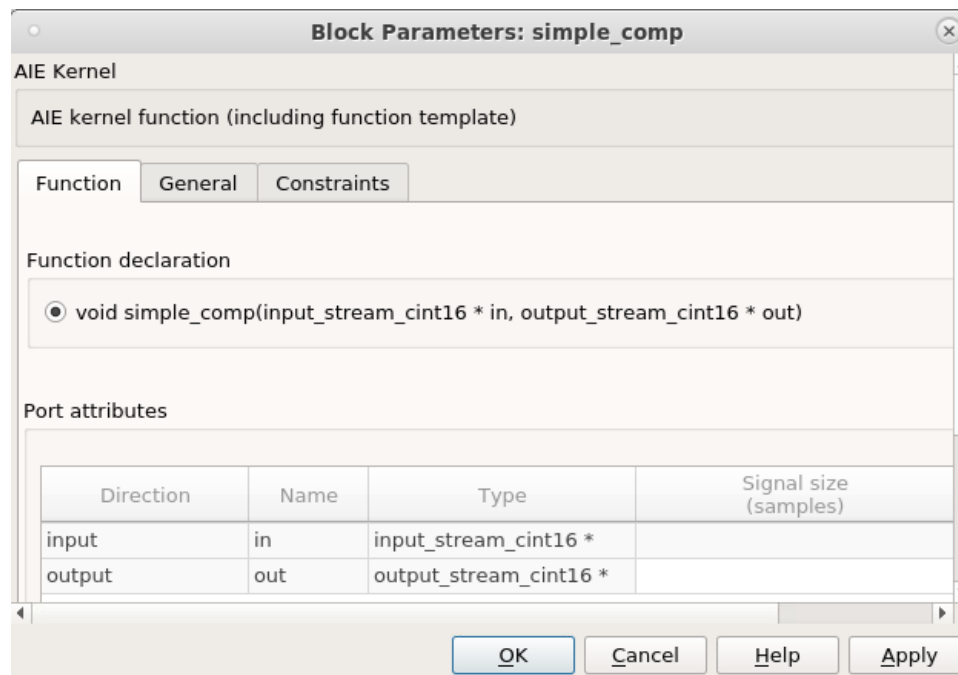 Block Parameters: simple_comp
AIE Kernel
AIE kernel function (including function template)
Function General Constraints
Function declaration
void simple_comp(input_stream_cint16 * in, output_stream_cint16 * out)
Port attributes
Direction Name Type Signal size
(samples)
input in input_stream_cint16 *
output out output_stream_cint16 *
OK Cancel Help Apply